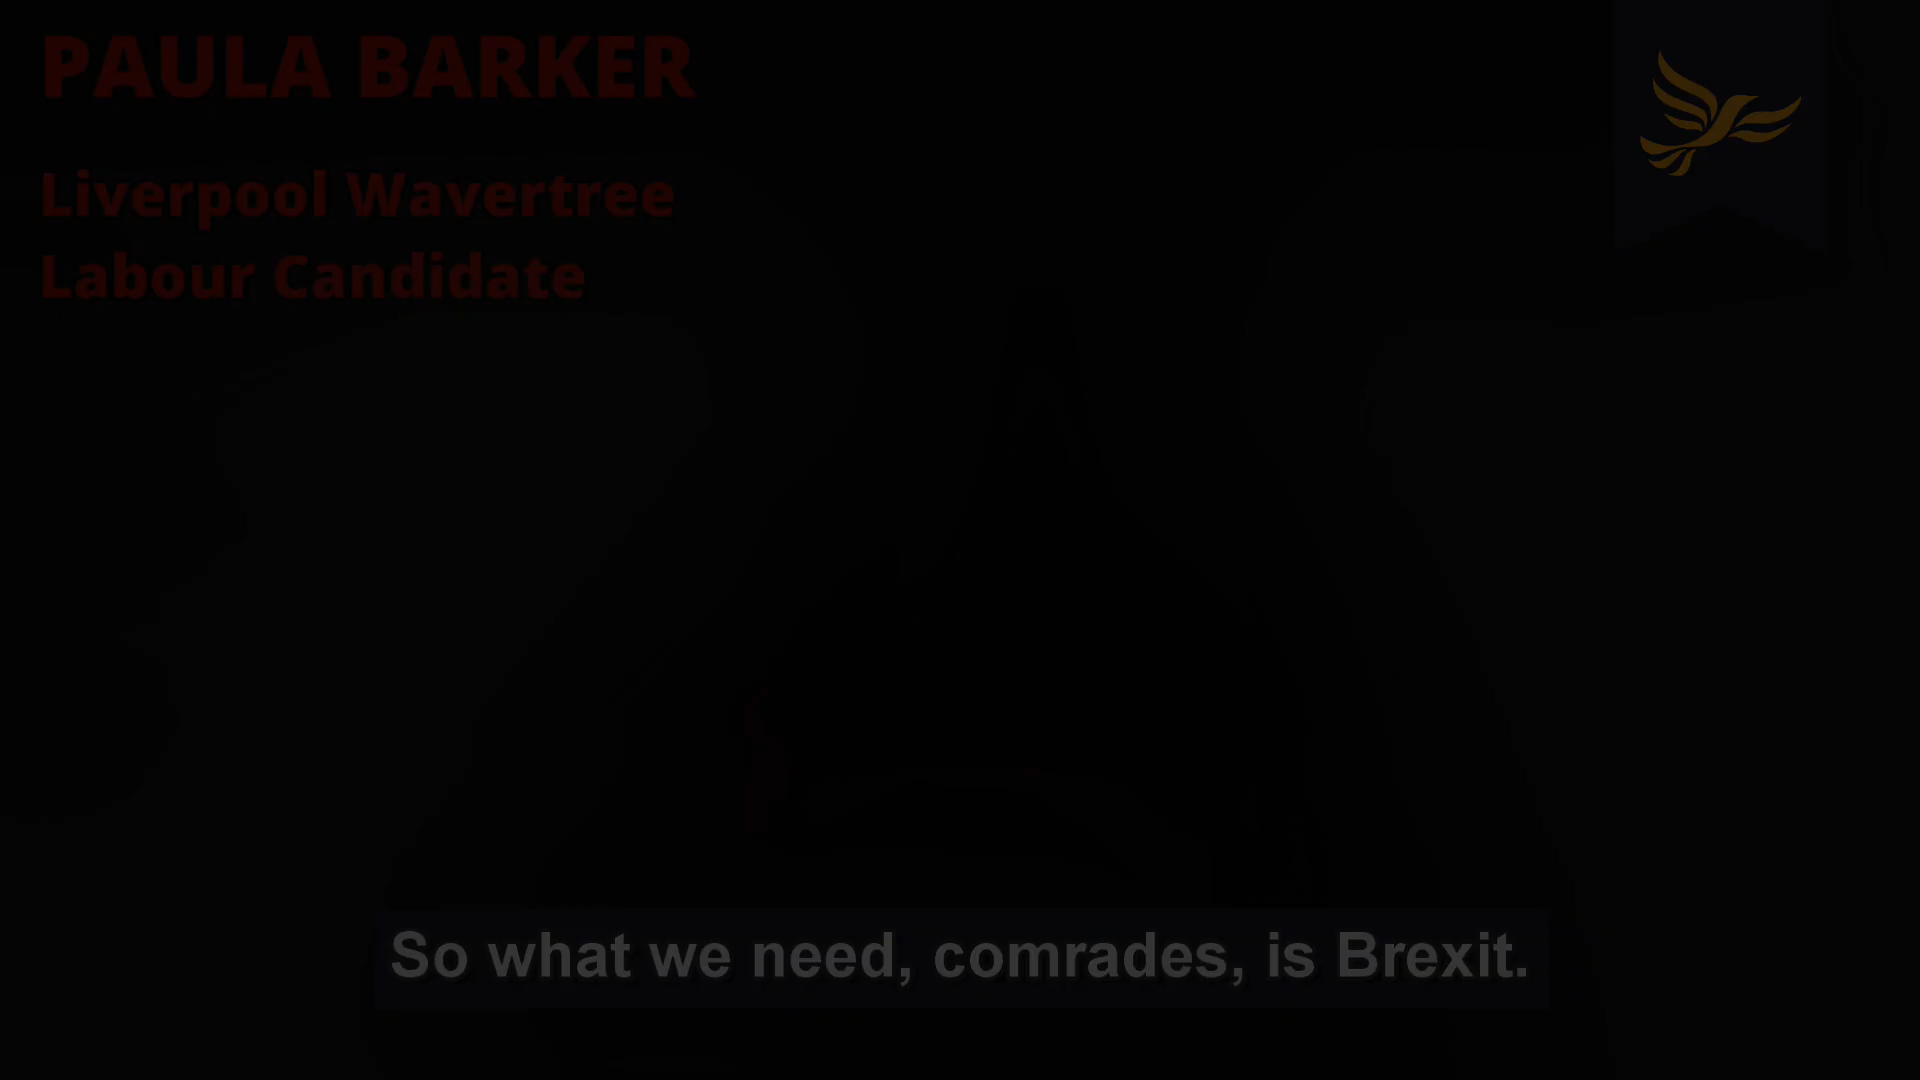 PAULA BARKER
Liverpool Wavertree
Labour Candidate
So what we need, comrades, is Brexit.